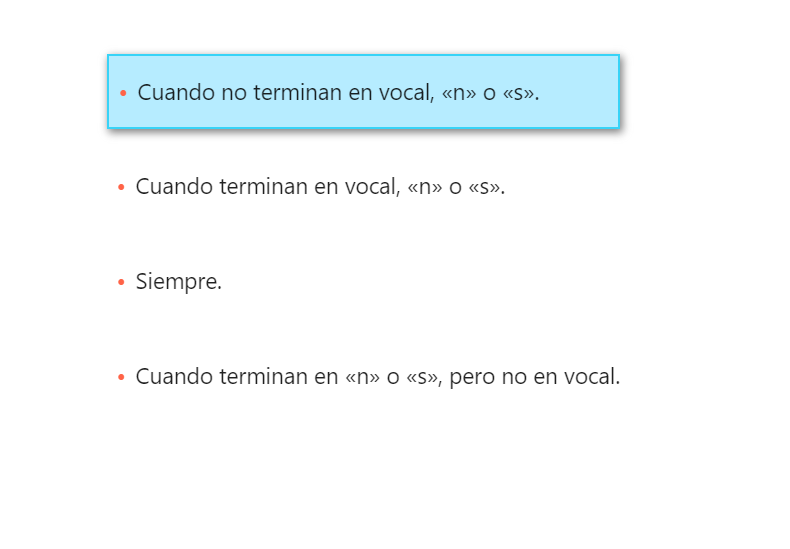 • Cuando no terminan en vocal, «n» o «s».
• Cuando terminan en vocal, «n» o «s».
• Siempre.
• Cuando terminan en «n» o «s», pero no en vocal.